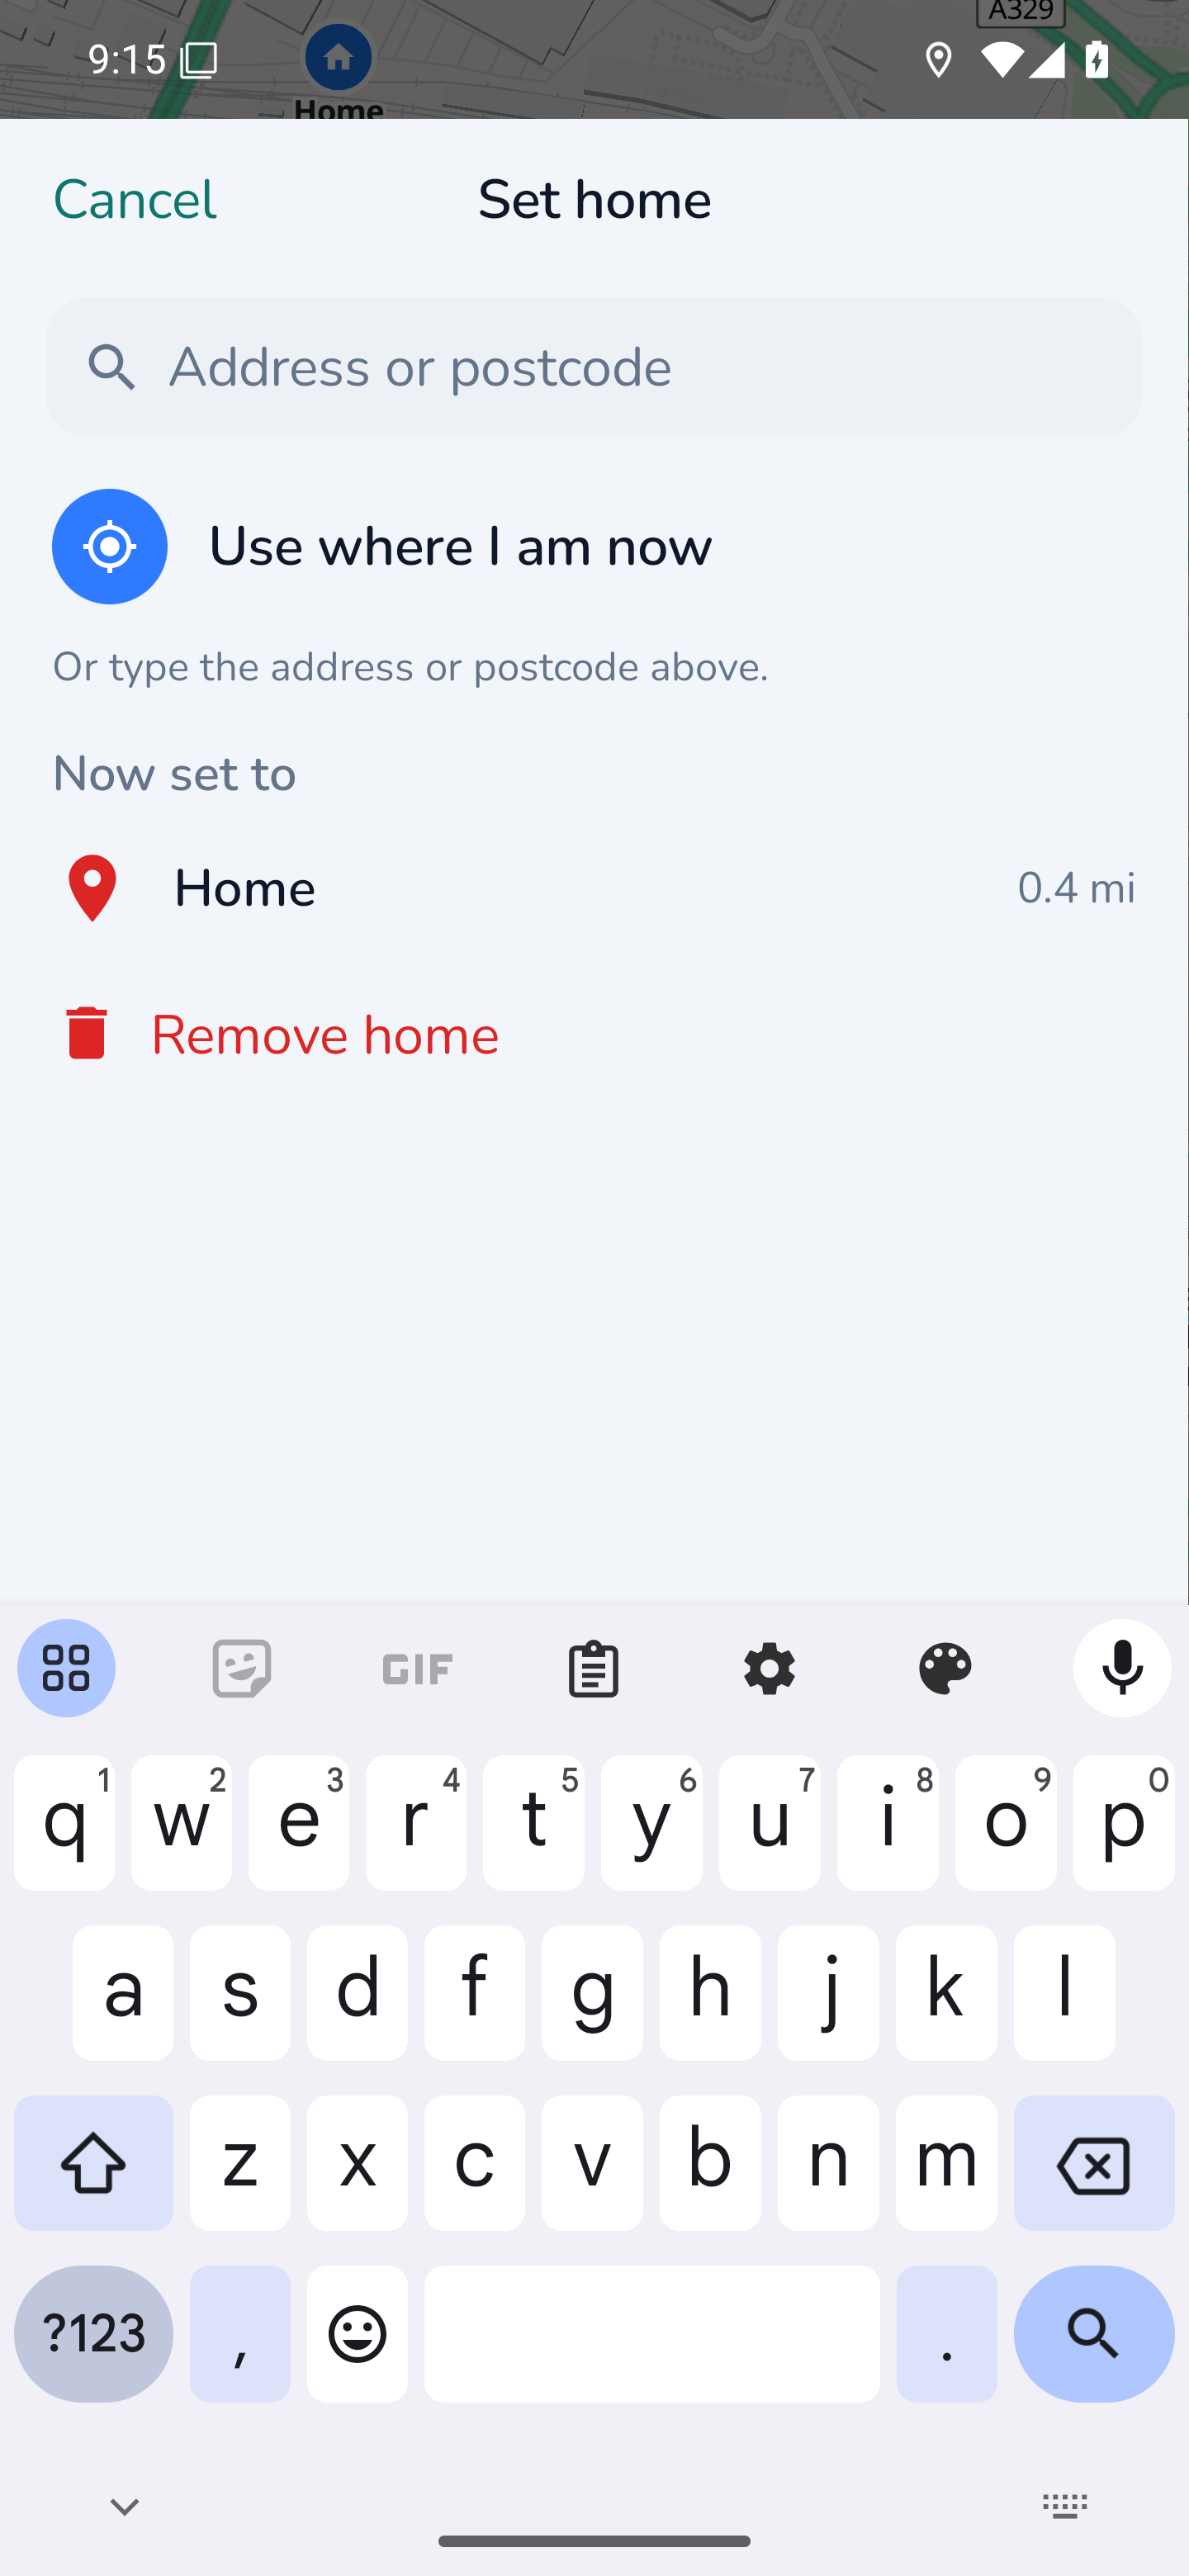 A329
9:15
Home
Cancel
Set home
Address or postcode
Use where I am now
Or type the address or postcode above.
Now set to
Home 0.4 mi
Remove home
GIF
q 1 w 2 e 3 r 4 t 5 y 6 u 7 i 8 o 9 p 0
a s d f g h j k l
z x c v b n m
?123 , .